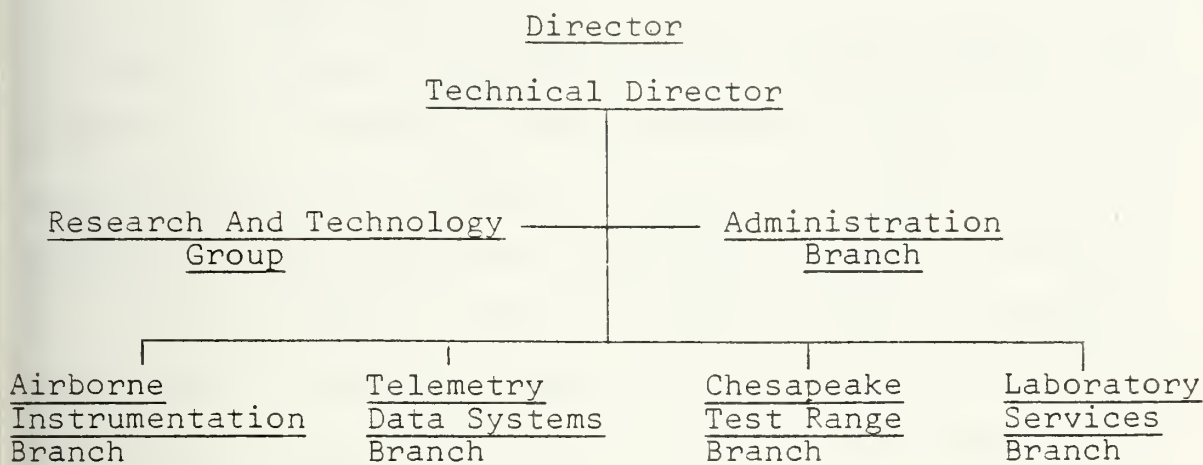 Director
Technical Director
Research And Technology
Group
Administration
Branch
Airborne
Instrumentation
Branch
Telemetry
Data Systems
Branch
Chesapeake
Test Range
Branch
Laboratory
Services
Branch